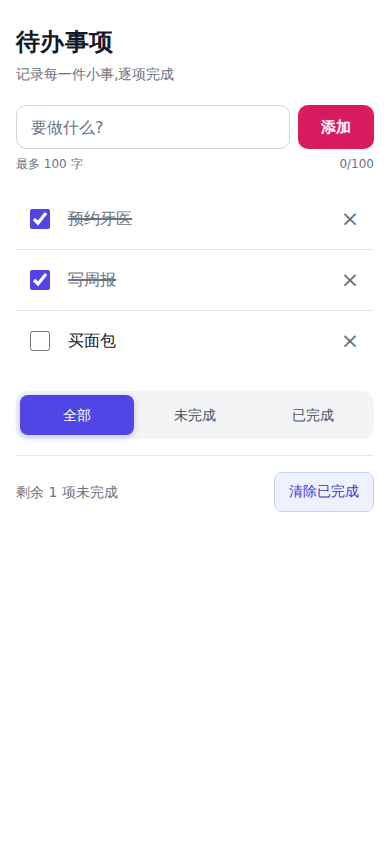 待办事项
记录每一件小事,逐项完成
要做什么?
添加
最多 100 字
0/100
预约牙医
写周报
买面包
全部
未完成
已完成
剩余 1 项未完成
清除已完成